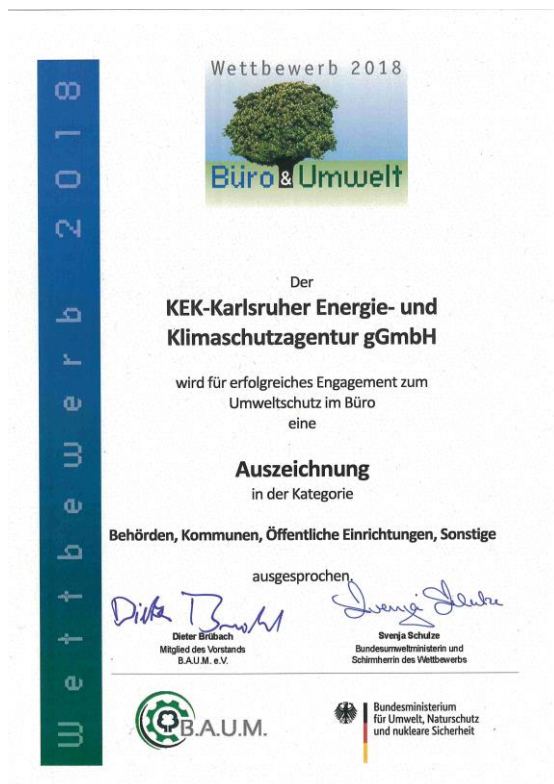 Wettbewerb 2018
Wettbewerb 2018
Büro & Umwelt
Der
KEK-Karlsruher Energie- und
Klimaschutzagentur gGmbH
wird für erfolgreiches Engagement zum
Umweltschutz im Büro
eine
Auszeichnung
in der Kategorie
Behörden, Kommunen, Öffentliche Einrichtungen, Sonstige
ausgesprochen.
Dieter Brübach
Mitglied des Vorstands
B.A.U.M. e.V.
Svenja Schulze
Bundesumweltministerin und
Schirmherrin des Wettbewerbs
B.A.U.M.
Bundesministerium
für Umwelt, Naturschutz
und nukleare Sicherheit